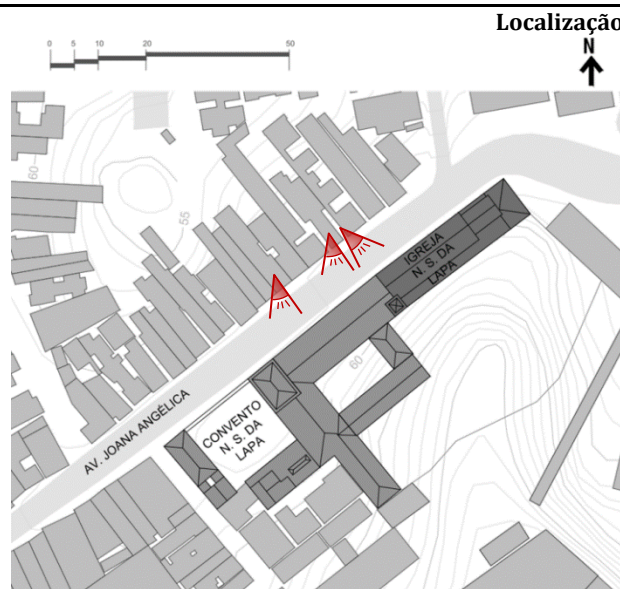 Localização
N
0 5 10 20 50
60
55
IGREJA
N. S. DA
LAPA
60
AV. JOANA ANGÉLICA
CONVENTO
N. S. DA
LAPA